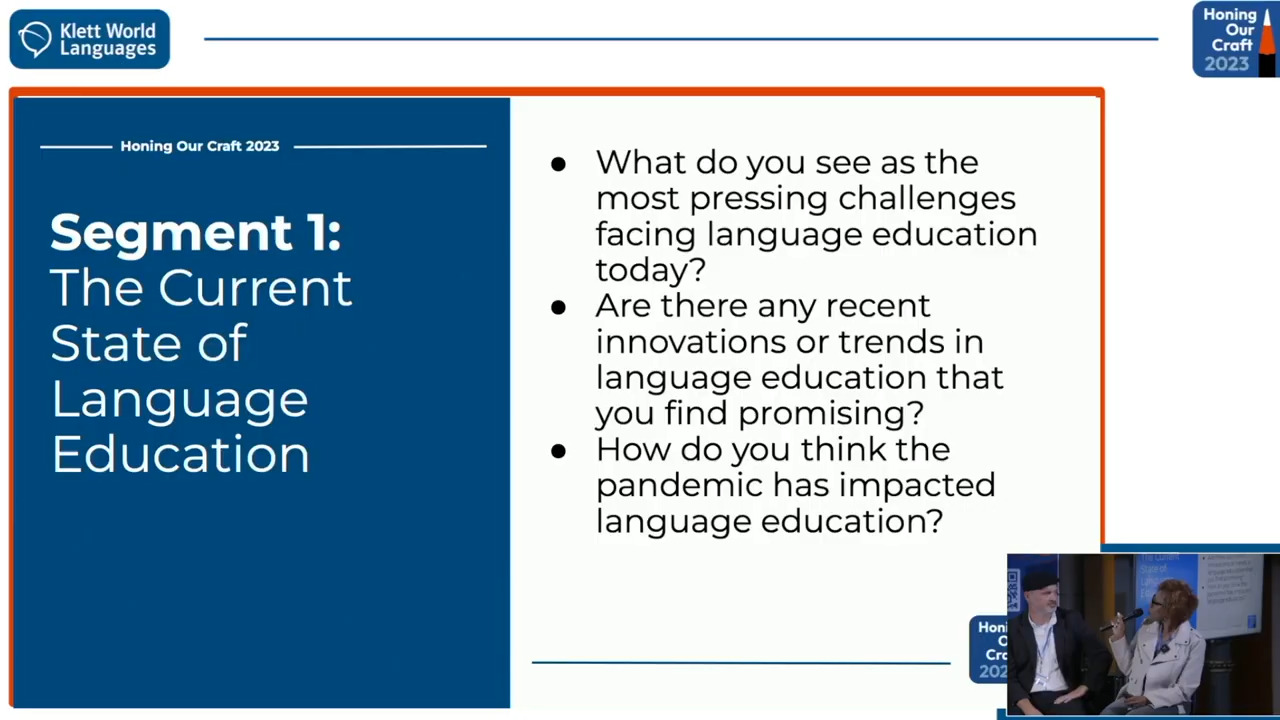 Klett World
Languages
Honing
Our
Craft
2023
Honing Our Craft 2023
Segment 1:
The Current
State of
Language
Education
● What do you see as the
most pressing challenges
facing language education
today?
● Are there any recent
innovations or trends in
language education that
you find promising?
● How do you think the
pandemic has impacted
language education?
State of